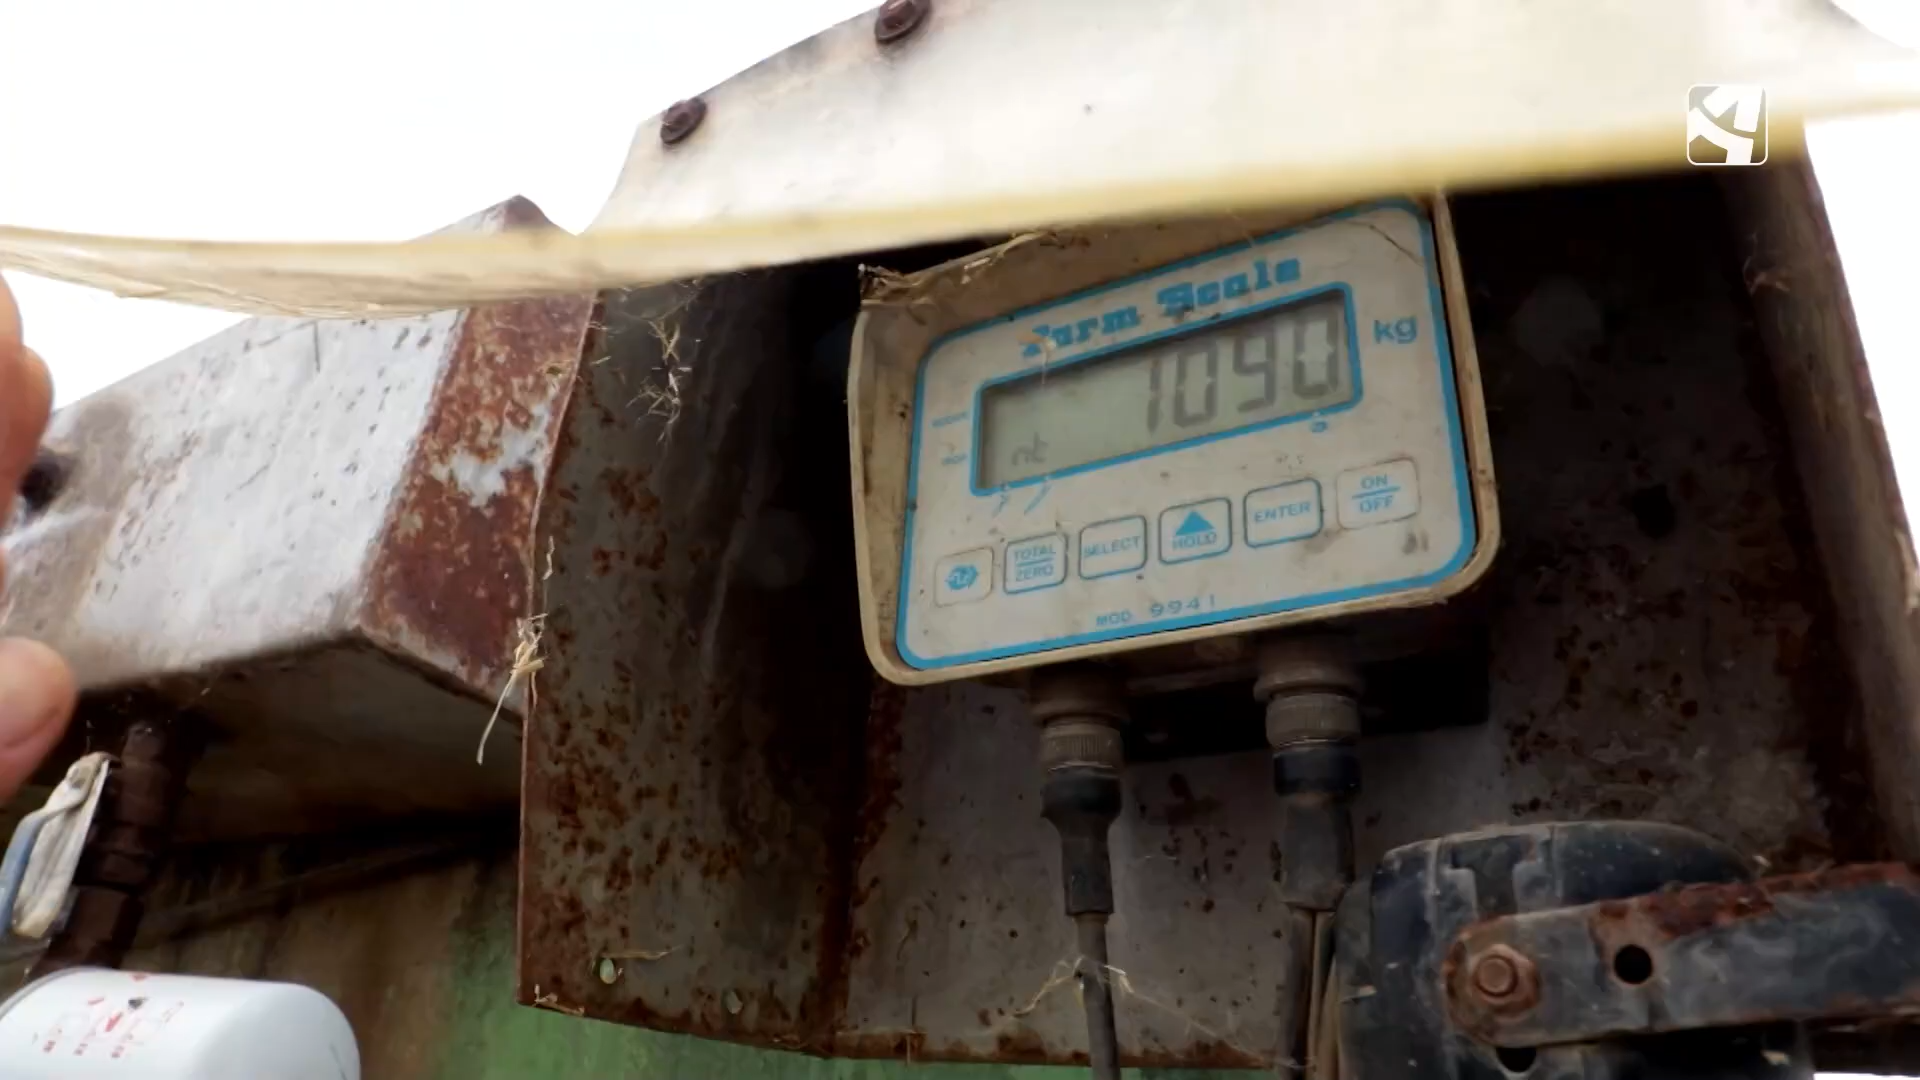 Farm Scale
1090
kg
nt
TOTAL
ZERO
SELECT
HOLD
ENTER
ON
OFF
MOD 9941